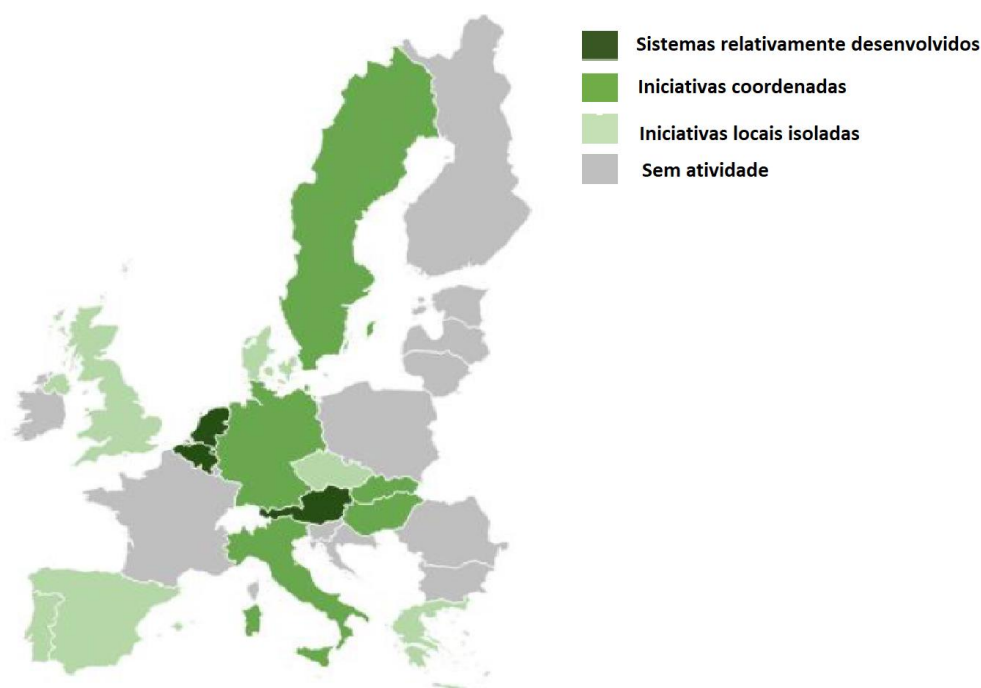 Sistemas relativamente desenvolvidos
Iniciativas coordenadas
Iniciativas locais isoladas
Sem atividade